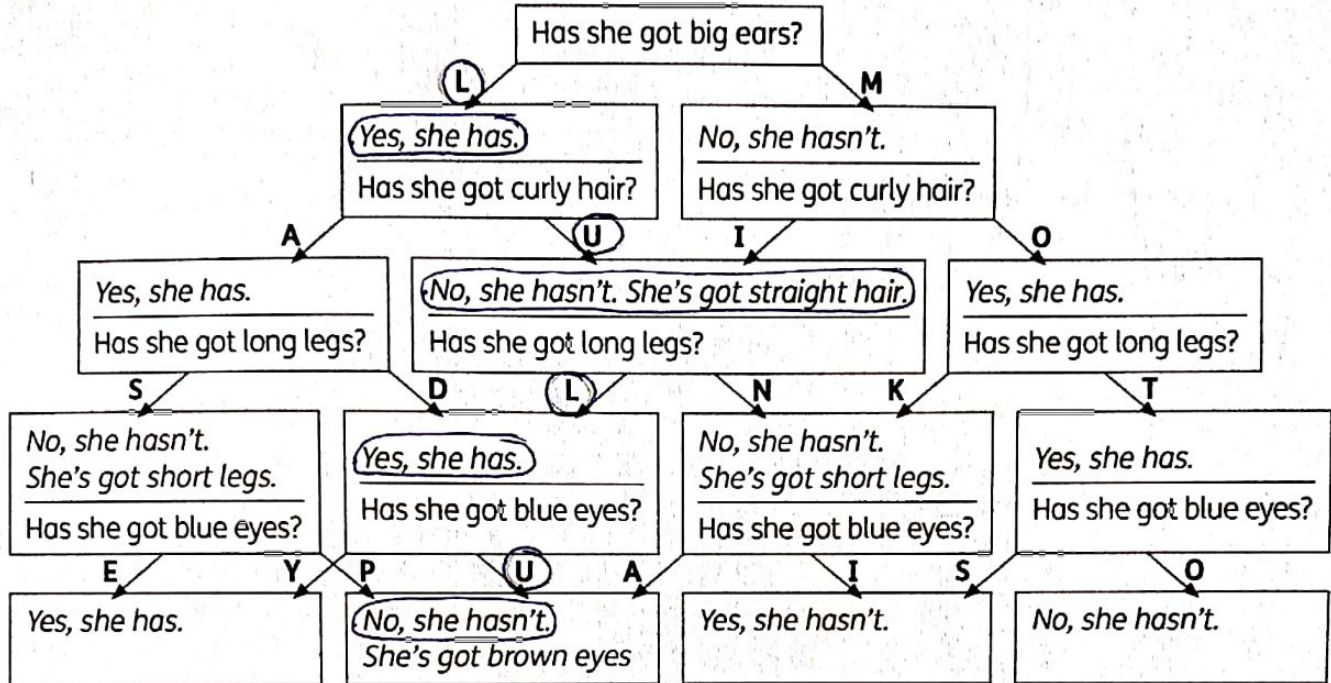 Has she got big ears?
L M
Yes, she has. No, she hasn't.
Has she got curly hair? Has she got curly hair?
A U I O
Yes, she has. No, she hasn't. She's got straight hair. Yes, she has.
Has she got long legs? Has she got long legs? Has she got long legs?
S D L N K T
No, she hasn't.
She's got short legs.
Has she got blue eyes?
Yes, she has.
Has she got blue eyes?
No, she hasn't.
She's got short legs.
Has she got blue eyes?
Yes, she has.
Has she got blue eyes?
E Y P U A I S O
Yes, she has.
No, she hasn't.
She's got brown eyes
Yes, she hasn't.
No, she hasn't.